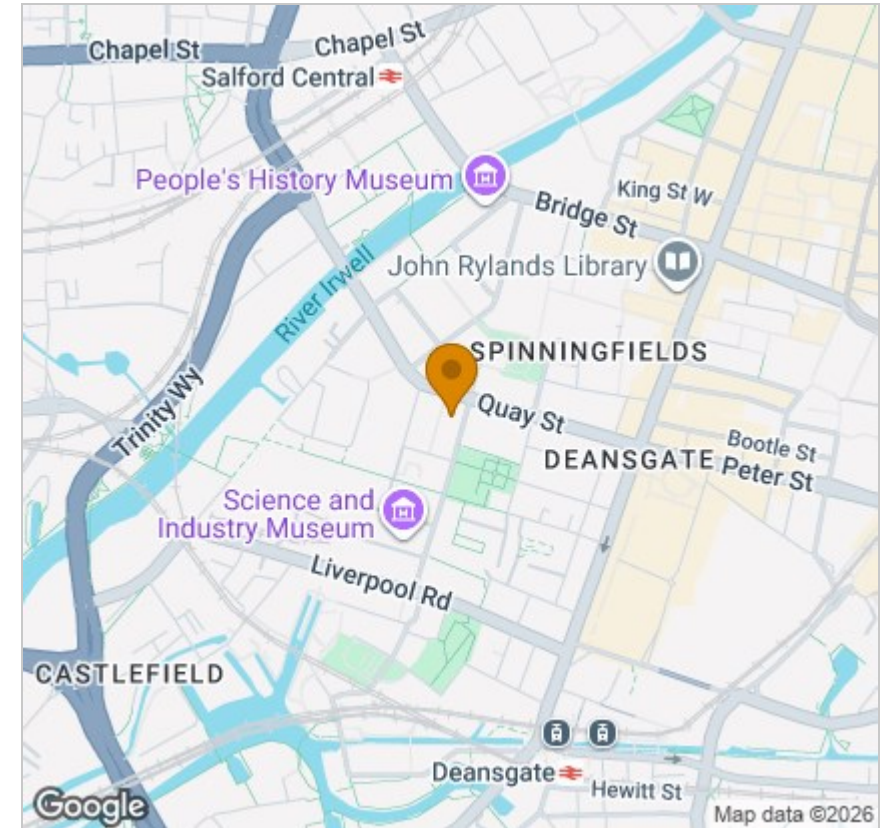 Chapel St
Chapel St
Salford Central
People's History Museum
King St W
Bridge St
John Rylands Library
River Irwell
SPINNINGFIELDS
Trinity Wy
Quay St
Bootle St
DEANSGATE
Peter St
Science and
Industry Museum
Liverpool Rd
CASTLEFIELD
Deansgate
Hewitt St
Google
Map data ©2026